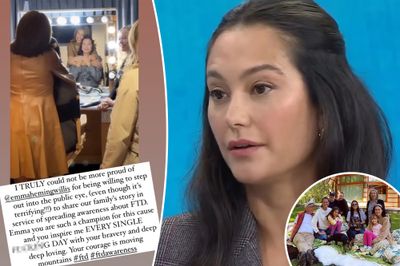 I TRULY could not be more proud of
@emmahemingwillis for being willing to step
out into the public eye, (even though it's
terrifying!!!) to share our family's story in
service of spreading awareness about FTD.
Emma you are such a champion for this cause
and you inspire me EVERY SINGLE
DAY with your bravery and deep
deep loving. Your courage is moving
mountains #ftd #ftdawareness